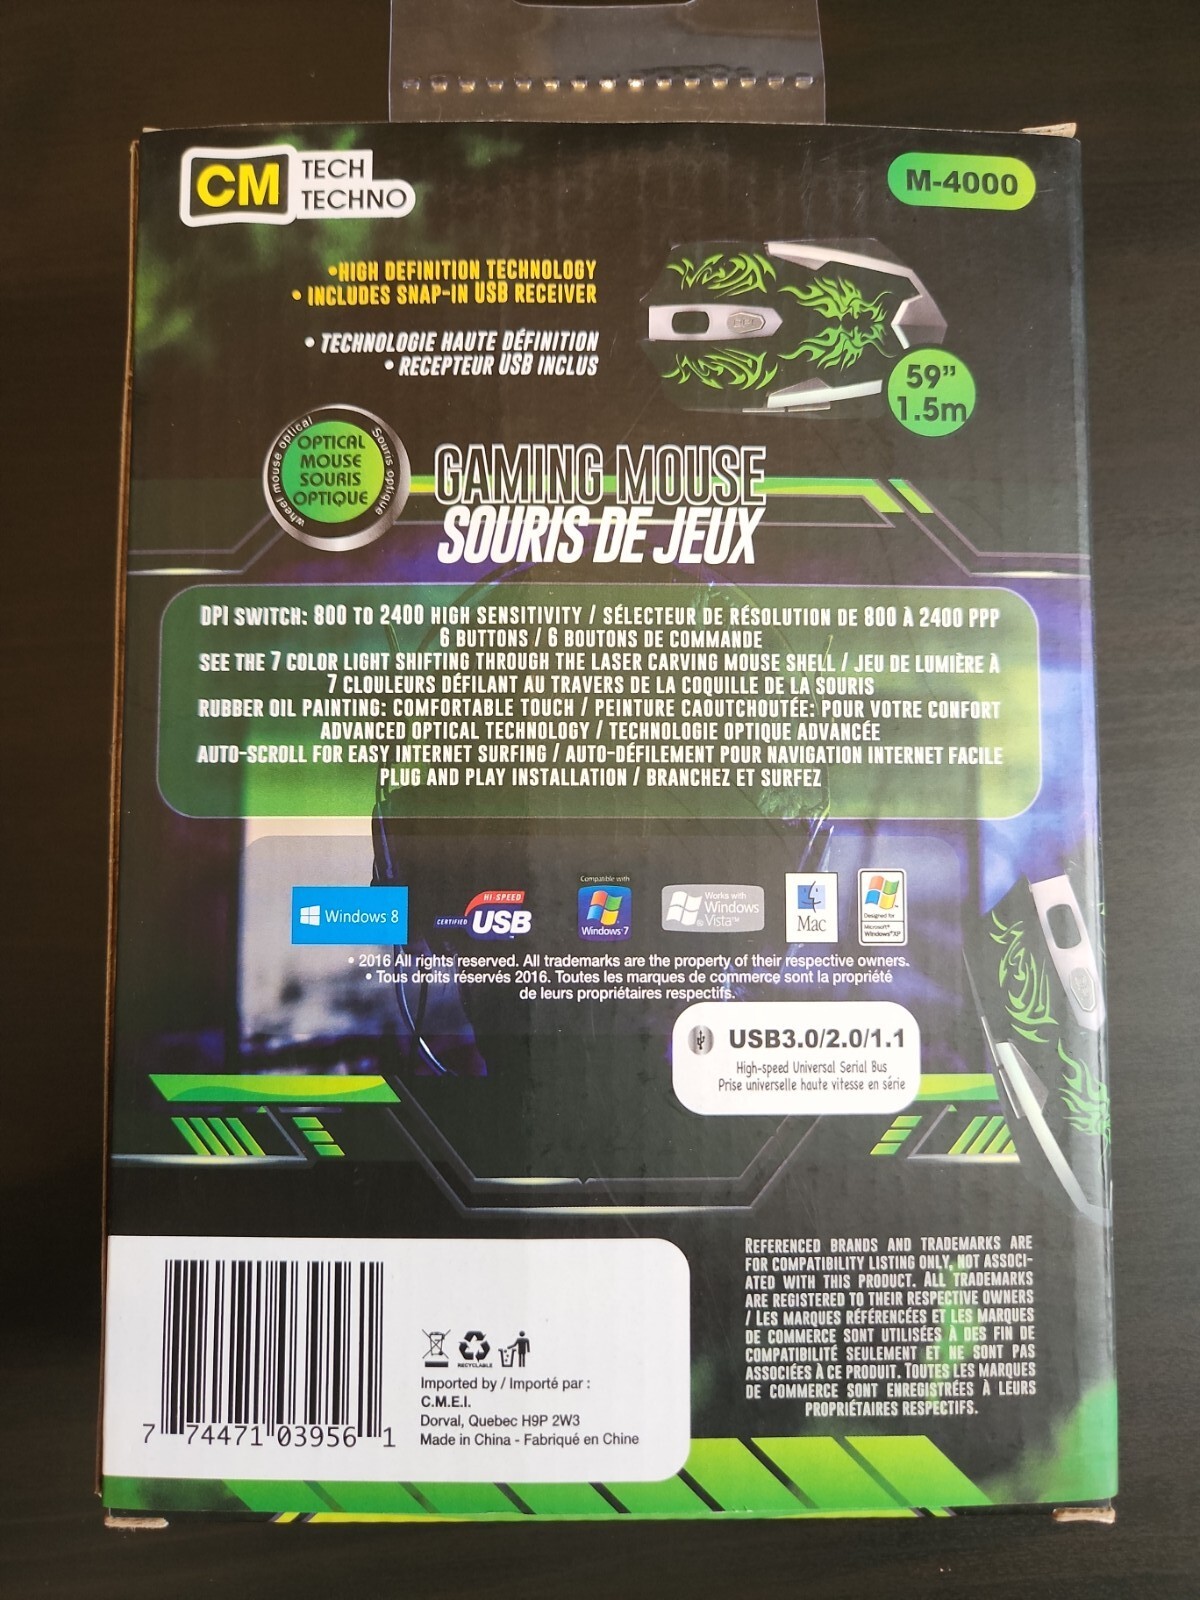 CM TECH
TECHNO
M-4000
•HIGH DEFINITION TECHNOLOGY
• INCLUDES SNAP-IN USB RECEIVER
• TECHNOLOGIE HAUTE DÉFINITION
• RECEPTEUR USB INCLUS
59”
1.5m
wheel mouse optical
Souris optique
OPTICAL
MOUSE
SOURIS
OPTIQUE
GAMING MOUSE
SOURIS DE JEUX
DPI SWITCH: 800 TO 2400 HIGH SENSITIVITY / SÉLECTEUR DE RÉSOLUTION DE 800 À 2400 PPP
6 BUTTONS / 6 BOUTONS DE COMMANDE
SEE THE 7 COLOR LIGHT SHIFTING THROUGH THE LASER CARVING MOUSE SHELL / JEU DE LUMIÈRE À
7 CLOULEURS DÉFILANT AU TRAVERS DE LA COQUILLE DE LA SOURIS
RUBBER OIL PAINTING: COMFORTABLE TOUCH / PEINTURE CAOUTCHOUTÉE: POUR VOTRE CONFORT
ADVANCED OPTICAL TECHNOLOGY / TECHNOLOGIE OPTIQUE AVANCÉE
AUTO-SCROLL FOR EASY INTERNET SURFING / AUTO-DÉFILEMENT POUR NAVIGATION INTERNET FACILE
PLUG AND PLAY INSTALLATION / BRANCHEZ ET SURFEZ
Windows 8
HI-SPEED
CERTIFIED USB
Compatible with
Windows 7
Works with
Windows
Vista™
Mac
Designed for
Microsoft®
Windows®XP
• 2016 All rights reserved. All trademarks are the property of their respective owners.
• Tous droits réservés 2016. Toutes les marques de commerce sont la propriété
de leurs propriétaires respectifs.
USB3.0/2.0/1.1
High-speed Universal Serial Bus
Prise universelle haute vitesse en série
REFERENCED BRANDS AND TRADEMARKS ARE
FOR COMPATIBILITY LISTING ONLY, NOT ASSOCI-
ATED WITH THIS PRODUCT. ALL TRADEMARKS
ARE REGISTERED TO THEIR RESPECTIVE OWNERS
/ LES MARQUES RÉFÉRENCÉES ET LES MARQUES
DE COMMERCE SONT UTILISÉES À DES FIN DE
COMPATIBILITÉ SEULEMENT ET NE SONT PAS
ASSOCIÉES À CE PRODUIT. TOUTES LES MARQUES
DE COMMERCE SONT ENREGISTRÉES À LEURS
PROPRIÉTAIRES RESPECTIFS.
RECYCLABLE
Imported by / Importé par :
C.M.E.I.
Dorval, Quebec H9P 2W3
Made in China - Fabriqué en Chine
7 74471 03956 1